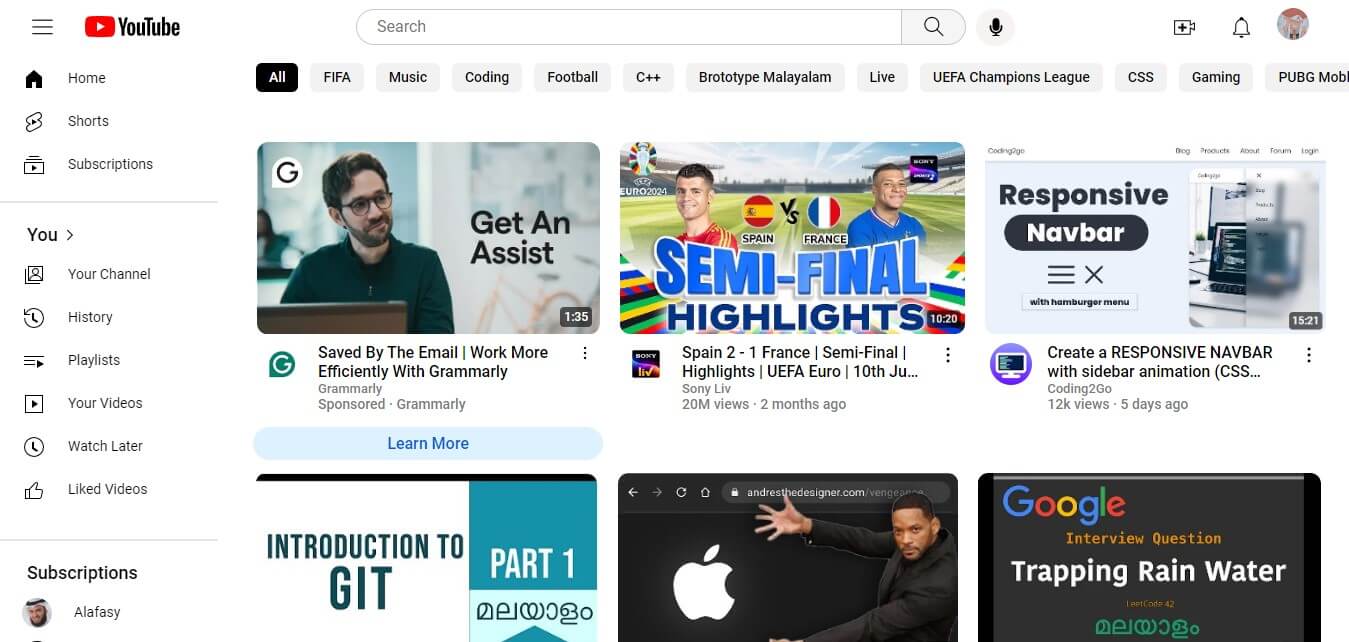 YouTube
Search
Home
Shorts
Subscriptions
You
Your Channel
History
Playlists
Your Videos
Watch Later
Liked Videos
Subscriptions
Alafasy
All
FIFA
Music
Coding
Football
C++
Brototype Malayalam
Live
UEFA Champions League
CSS
Gaming
PUBG Mobl
G
Get An
Assist
1:35
Saved By The Email | Work More
Efficiently With Grammarly
Grammarly
Sponsored · Grammarly
Learn More
UEFA
EURO2024
SONY
SPAIN
VS
FRANCE
SEMI-FINAL
HIGHLIGHTS
10:20
SONY
liv
Spain 2 - 1 France | Semi-Final |
Highlights | UEFA Euro | 10th Ju...
Sony Liv
20M views · 2 months ago
Coding2go
Blog Products About Forum Login
Responsive
Navbar
with hamburger menu
Coding2go
15:21
Create a RESPONSIVE NAVBAR
with sidebar animation (CSS...
Coding2Go
12k views · 5 days ago
INTRODUCTION TO
GIT
PART 1
മലയാളം
andresthedesigner.com/vengeance
Google
Interview Question
Trapping Rain Water
LeetCode 42
മലയാളം